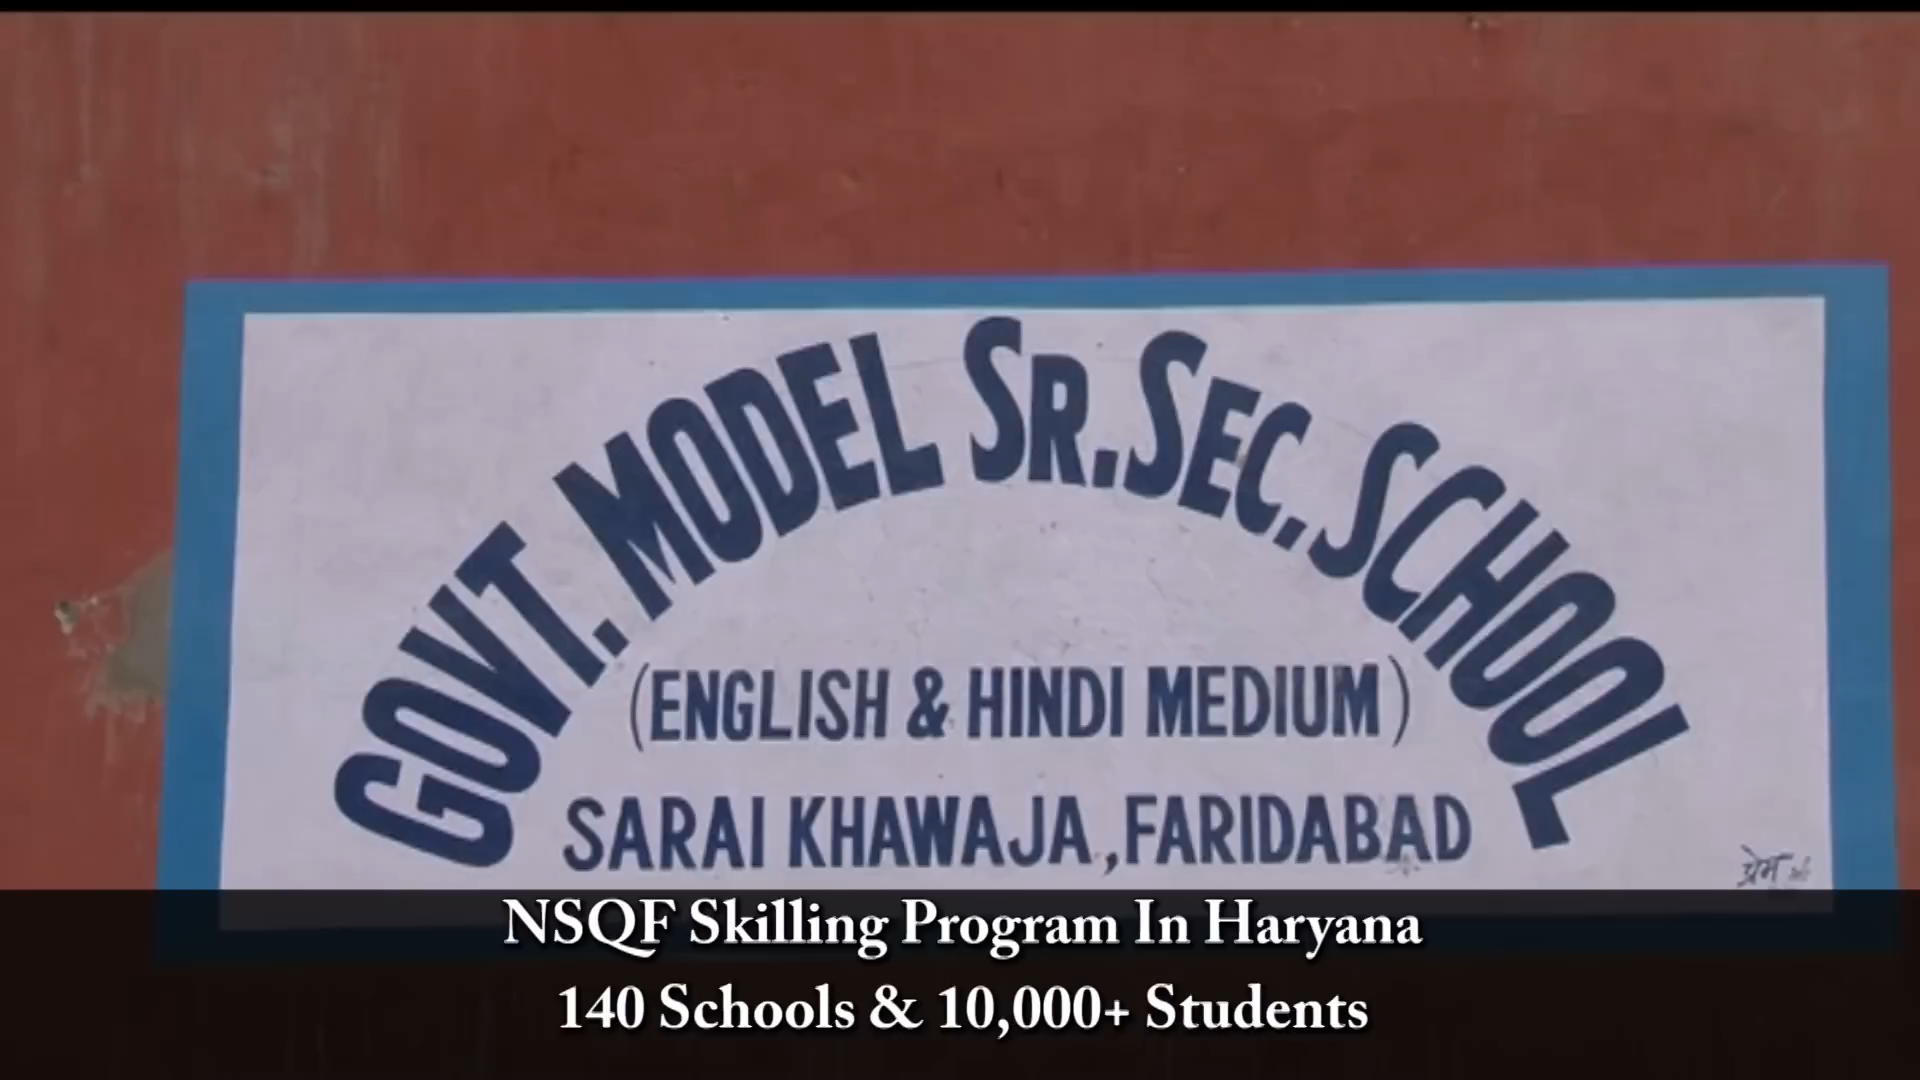 GOVT. MODEL SR. SEC. SCHOOL
(ENGLISH & HINDI MEDIUM)
SARAI KHAWAJA, FARIDABAD
प्रेम
NSQF Skilling Program In Haryana
140 Schools & 10,000+ Students